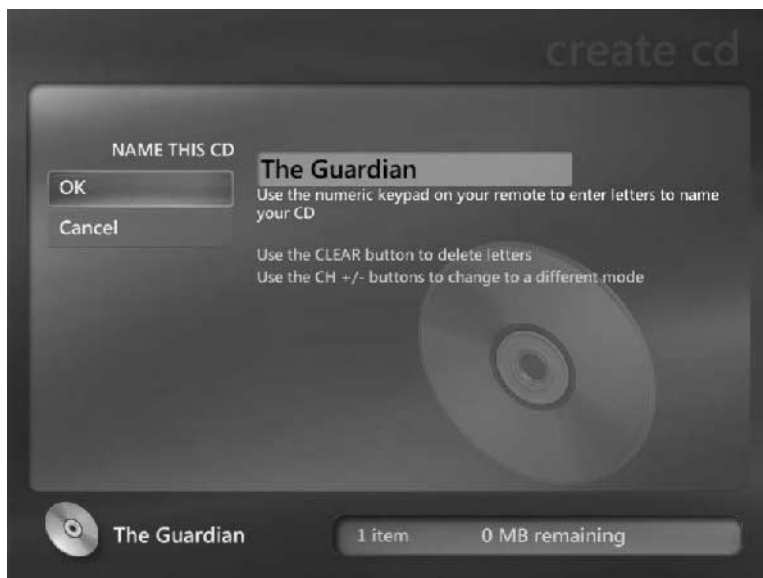 create cd
NAME THIS CD
OK
Cancel
The Guardian
Use the numeric keypad on your remote to enter letters to name
your CD
Use the CLEAR button to delete letters
Use the CH +/- buttons to change to a different mode
The Guardian
1 item 0 MB remaining